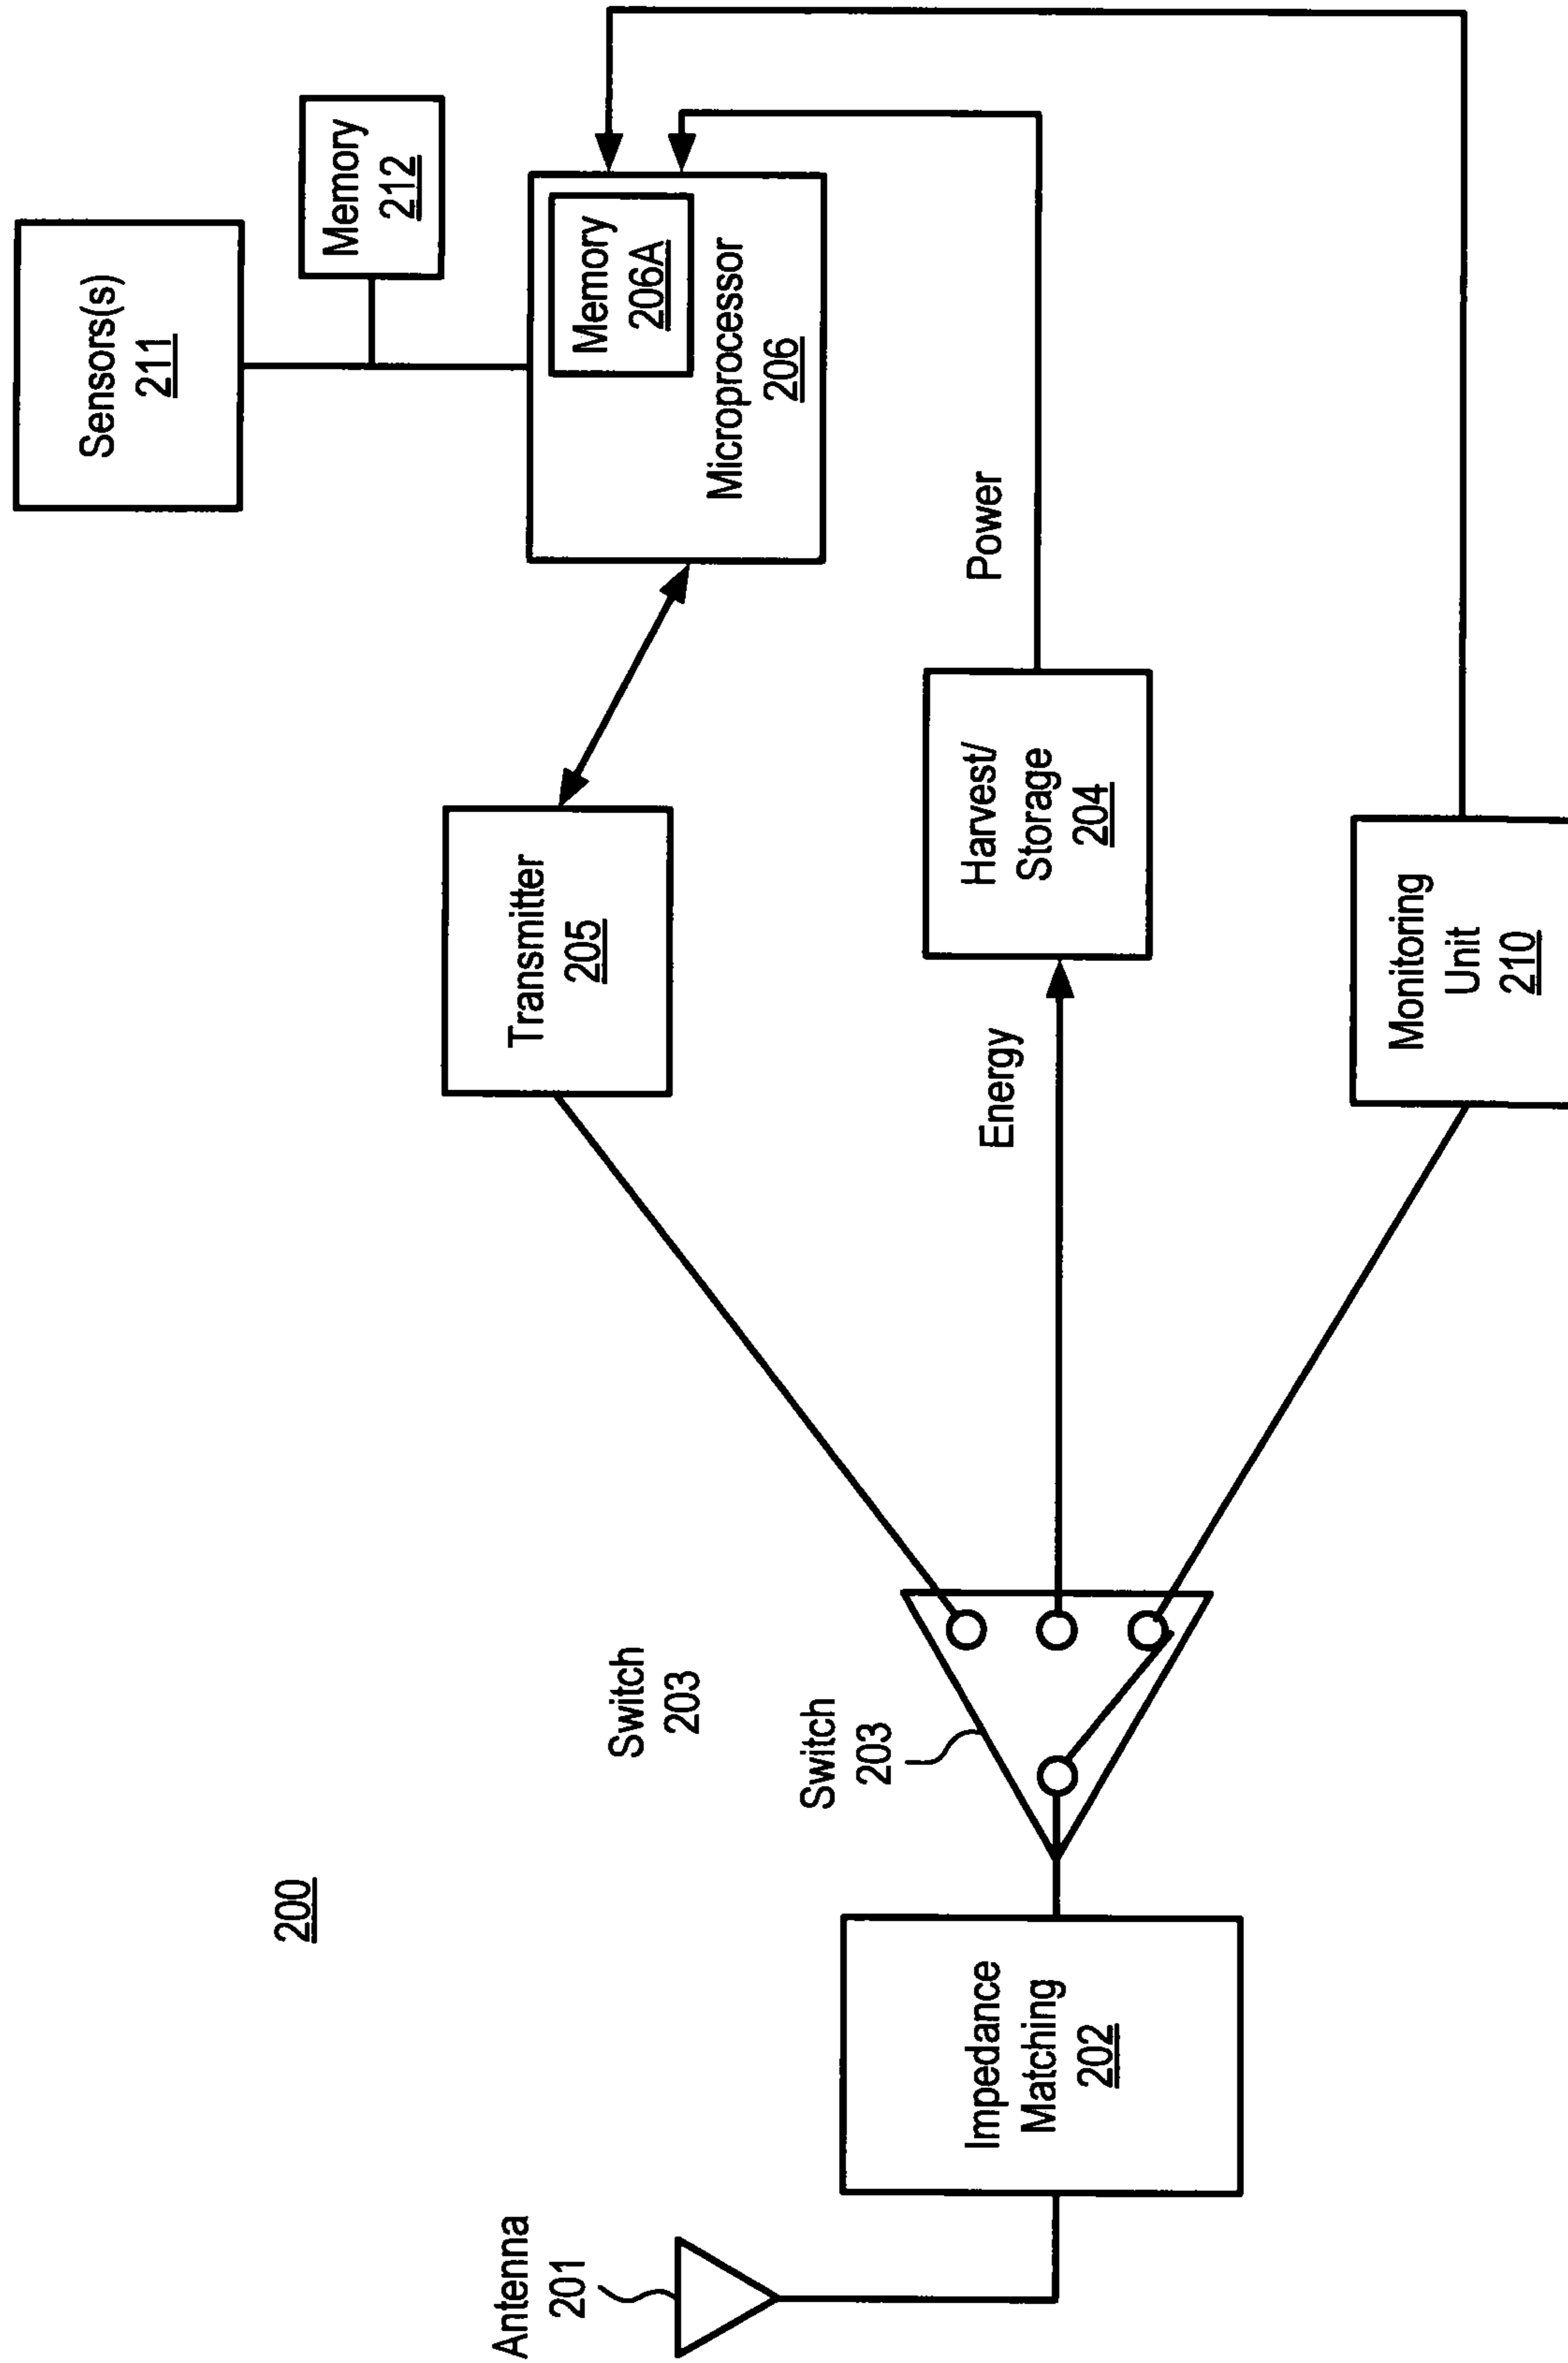 200
Antenna
201
Impedance
Matching
202
Switch
203
Switch
203
Transmitter
205
Energy
Harvest/
Storage
204
Power
Monitoring
Unit
210
Sensors(s)
211
Memory
212
Memory
206A
Microprocessor
206